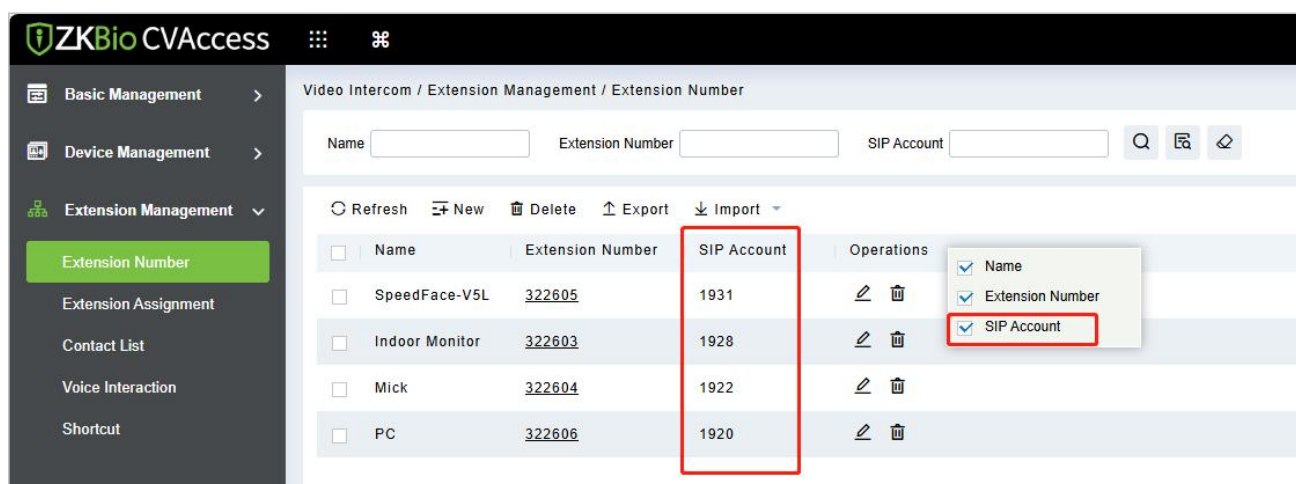 ZKBio CVAccess
Basic Management
Device Management
Extension Management
Extension Number
Extension Assignment
Contact List
Voice Interaction
Shortcut
Video Intercom / Extension Management / Extension Number
Name Extension Number SIP Account
Refresh New Delete Export Import
Name Extension Number SIP Account Operations
SpeedFace-V5L 322605 1931
Indoor Monitor 322603 1928
Mick 322604 1922
PC 322606 1920
Name
Extension Number
SIP Account